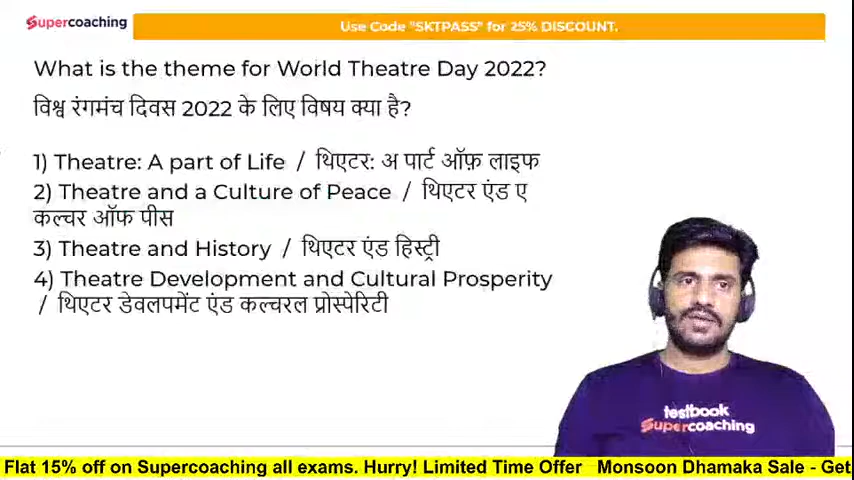 Supercoaching
Use Code "SKTPASS" for 25% DISCOUNT.
What is the theme for World Theatre Day 2022?
विश्व रंगमंच दिवस 2022 के लिए विषय क्या है?
1) Theatre: A part of Life / थिएटर: अ पार्ट ऑफ़ लाइफ
2) Theatre and a Culture of Peace / थिएटर एंड ए
कल्चर ऑफ पीस
3) Theatre and History / थिएटर एंड हिस्ट्री
4) Theatre Development and Cultural Prosperity
/ थिएटर डेवलपमेंट एंड कल्चरल प्रोस्पेरिटी
testbook
Supercoaching
Flat 15% off on Supercoaching all exams. Hurry! Limited Time Offer Monsoon Dhamaka Sale - Get